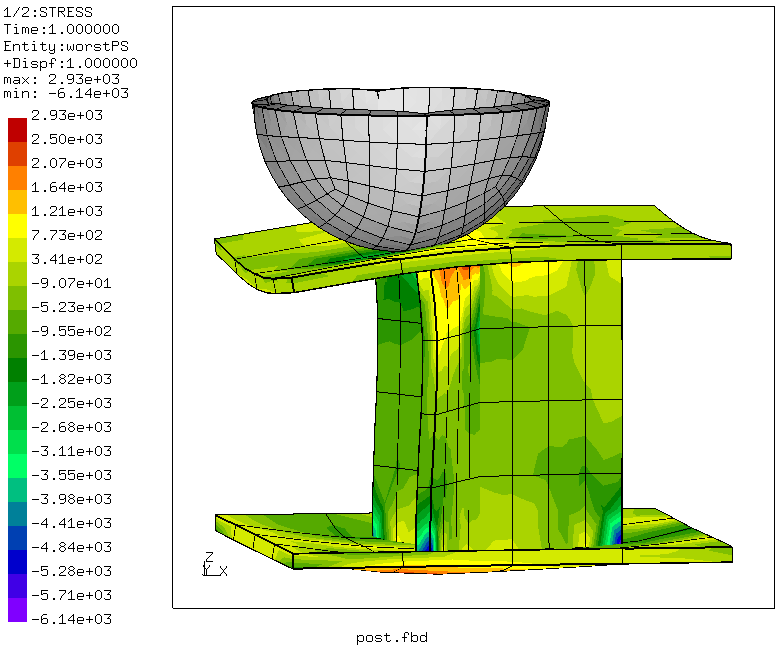 1/2:STRESS
Time:1.000000
Entity:worstPS
+Dispf:1.000000
max: 2.93e+03
min: -6.14e+03
2.93e+03
2.50e+03
2.07e+03
1.64e+03
1.21e+03
7.73e+02
3.41e+02
-9.07e+01
-5.23e+02
-9.55e+02
-1.39e+03
-1.82e+03
-2.25e+03
-2.68e+03
-3.11e+03
-3.55e+03
-3.98e+03
-4.41e+03
-4.84e+03
-5.28e+03
-5.71e+03
-6.14e+03
Z
Y X
post.fbd